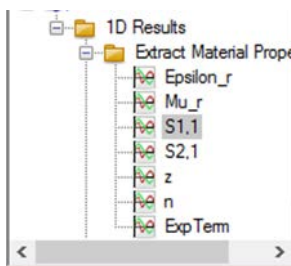 1D Results
Extract Material Prope
Epsilon_r
Mu_r
S1,1
S2,1
z
n
ExpTerm